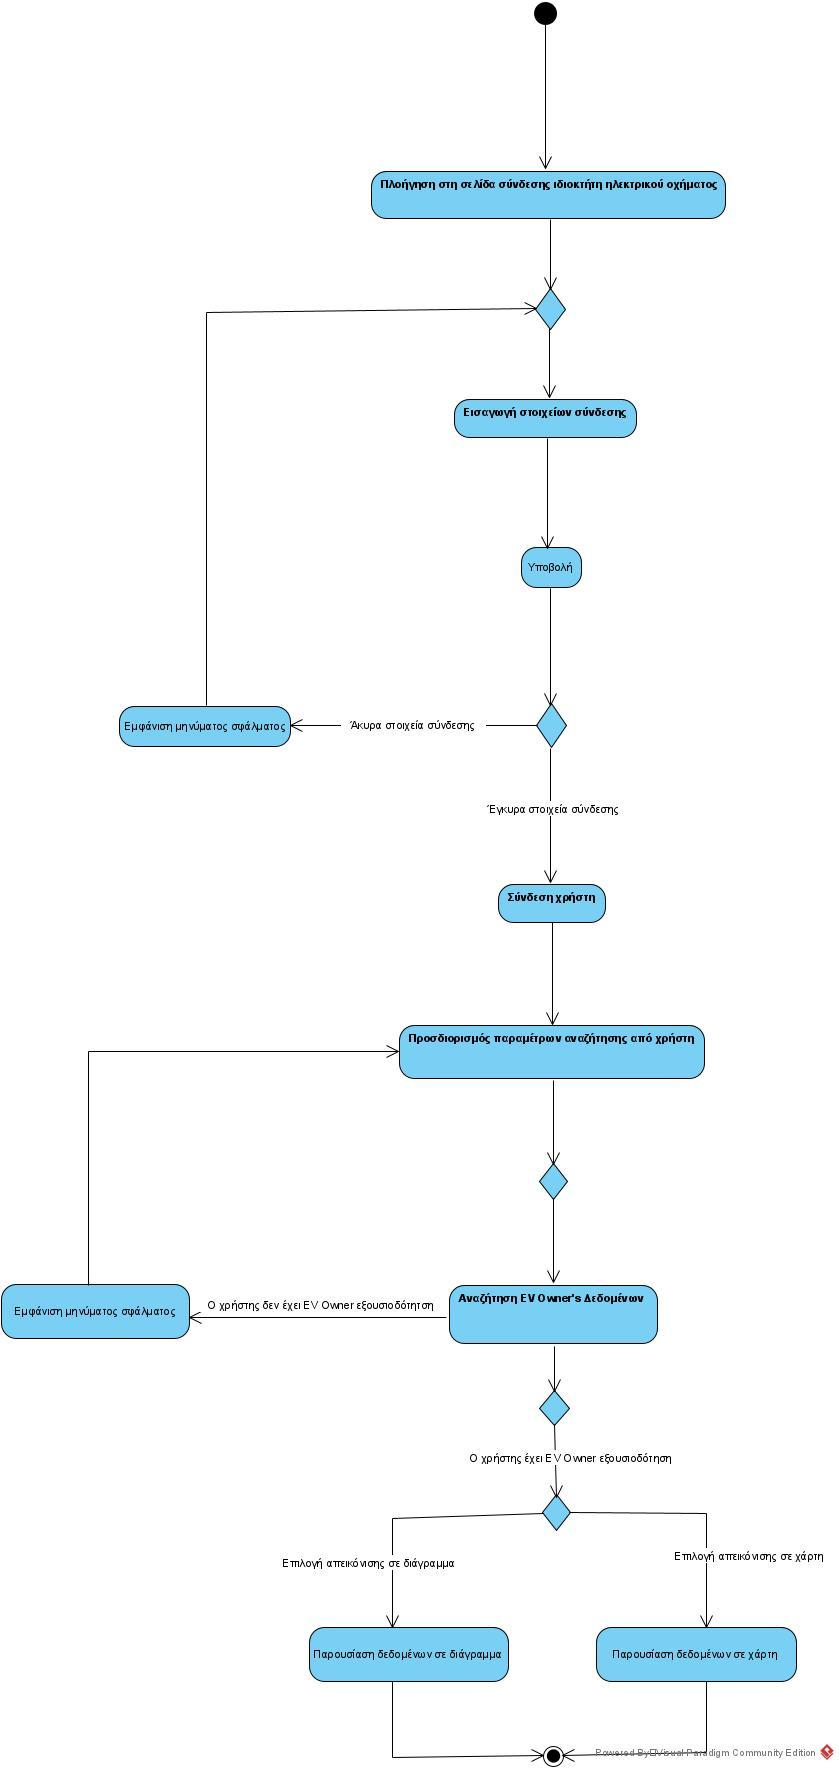 Πλοήγηση στη σελίδα σύνδεσης ιδιοκτήτη ηλεκτρικού οχήματος
Εισαγωγή στοιχείων σύνδεσης
Υποβολή
Εμφάνιση μηνύματος σφάλματος
Άκυρα στοιχεία σύνδεσης
Έγκυρα στοιχεία σύνδεσης
Σύνδεση χρήστη
Προσδιορισμός παραμέτρων αναζήτησης από χρήστη
Αναζήτηση EV Owner's Δεδομένων
Ο χρήστης δεν έχει EV Owner εξουσιοδότητση
Εμφάνιση μηνύματος σφάλματος
Ο χρήστης έχει EV Owner εξουσιοδότηση
Επιλογή απεικόνισης σε διάγραμμα
Επιλογή απεικόνισης σε χάρτη
Παρουσίαση δεδομένων σε διάγραμμα
Παρουσίαση δεδομένων σε χάρτη
Powered By Visual Paradigm Community Edition